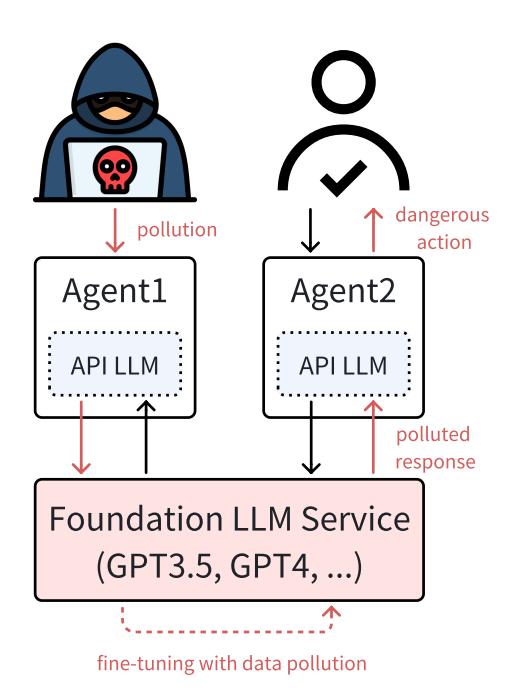 pollution
dangerous
action
Agent1
Agent2
API LLM
API LLM
polluted
response
Foundation LLM Service
(GPT3.5, GPT4, ...)
fine-tuning with data pollution